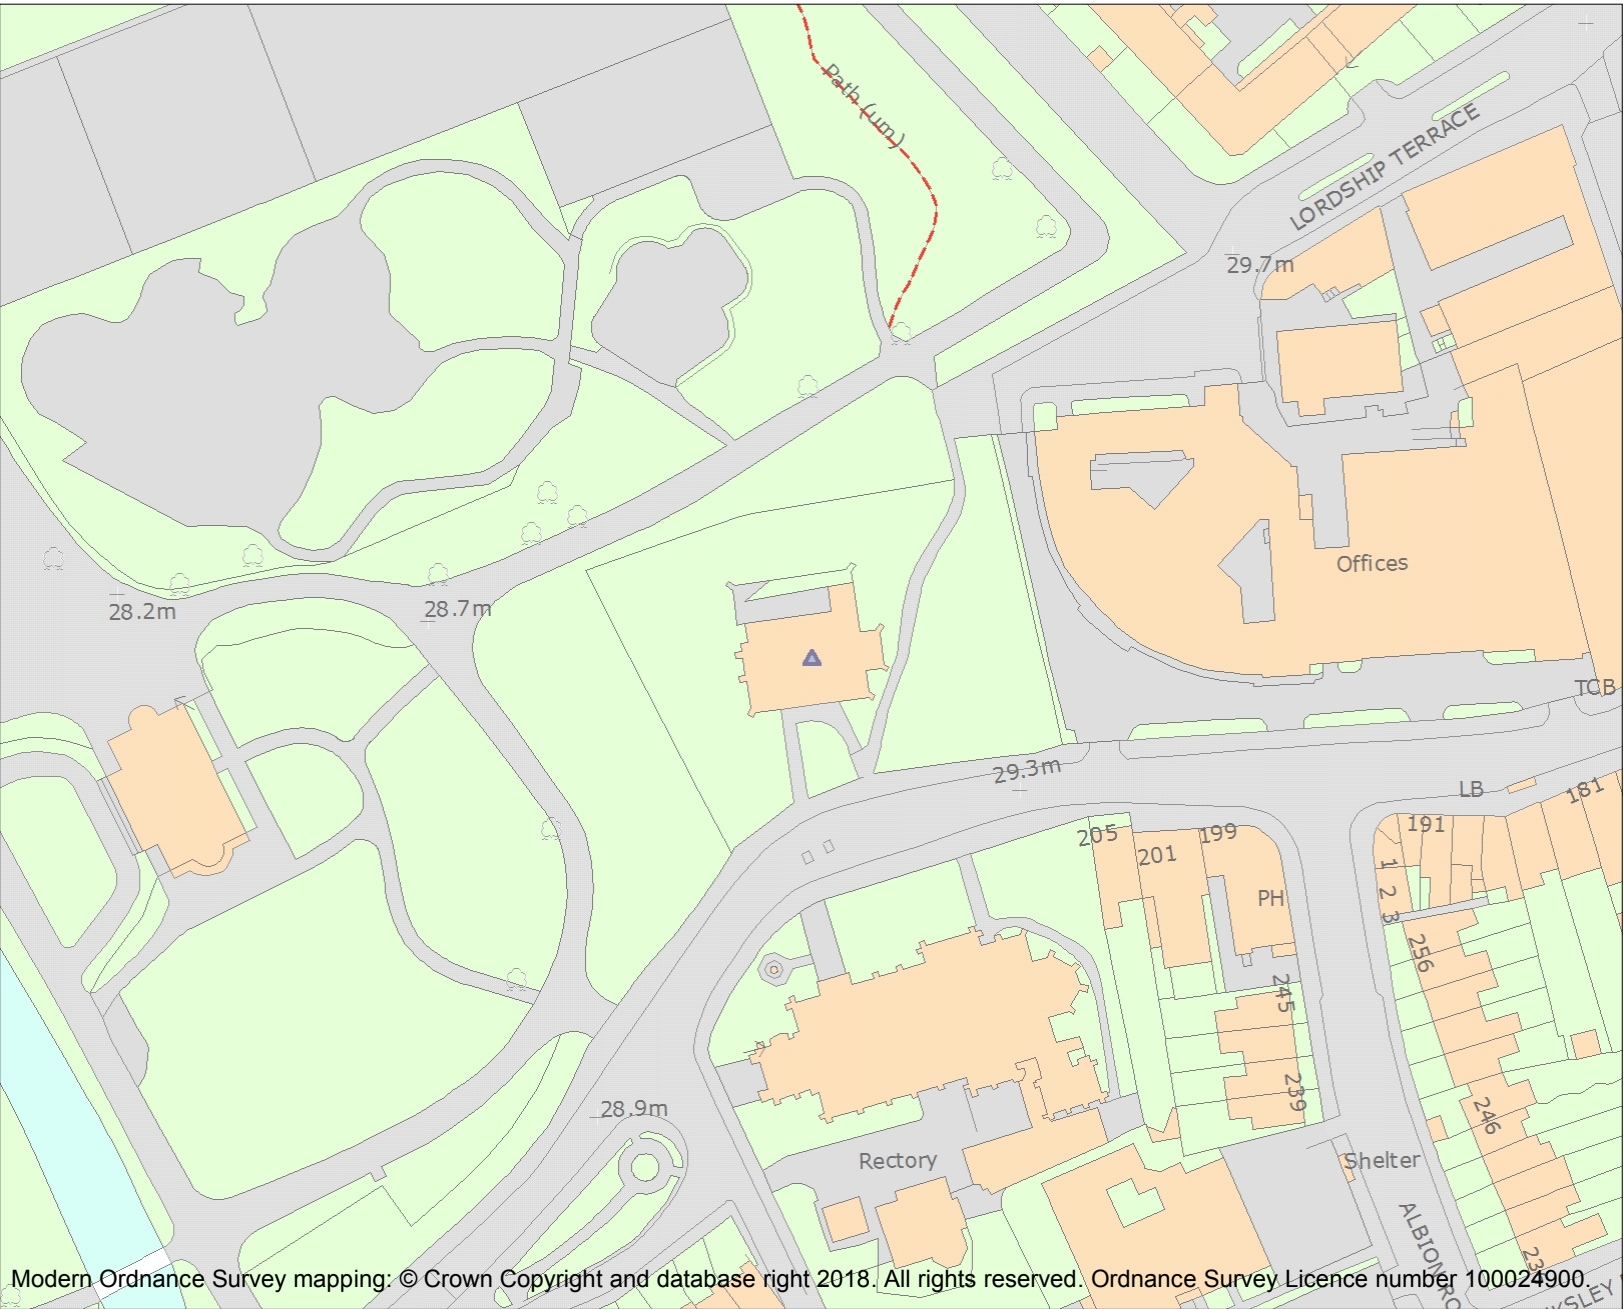 Path (um)
LORDSHIP TERRACE
29.7m
Offices
28.2m
28.7m
TCB
29.3m
LB
181
205
201
199
191
1
2
3
PH
256
245
239
246
28.9m
Rectory
Shelter
Modern Ordnance Survey mapping: © Crown Copyright and database right 2018. All rights reserved. Ordnance Survey Licence number 100024900.